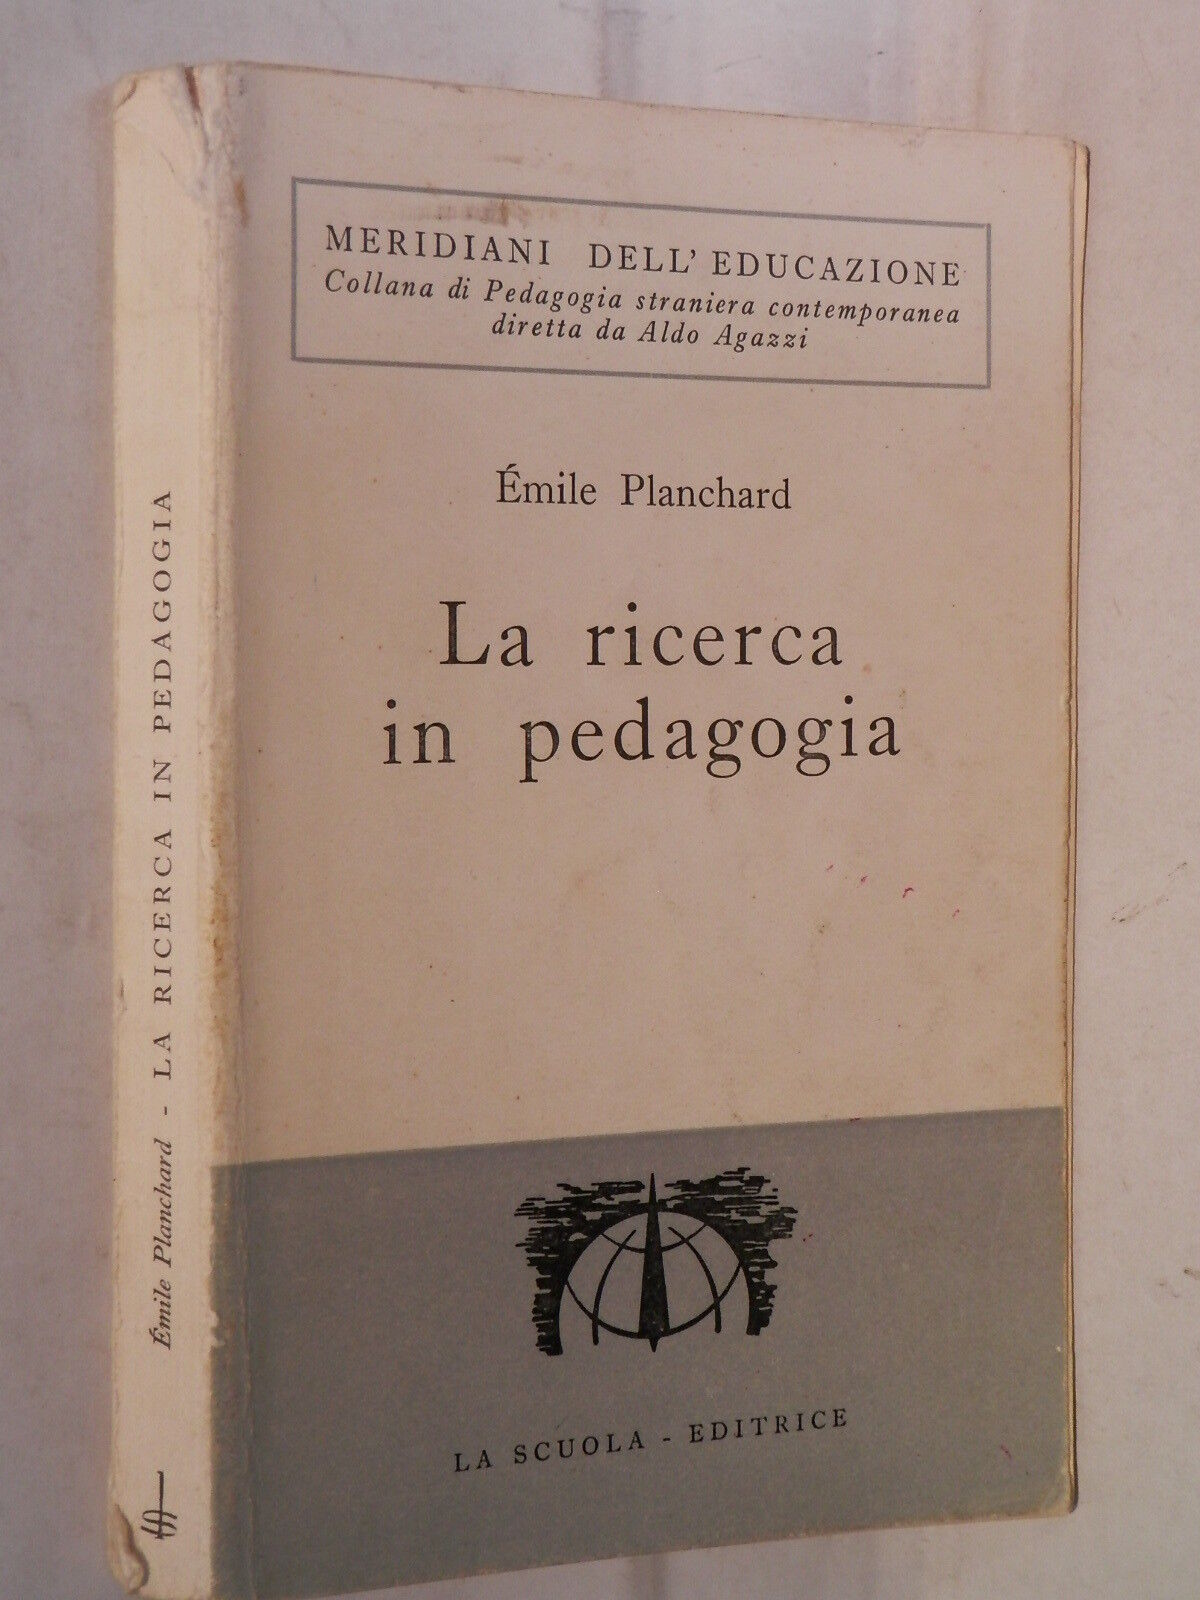 MERIDIANI DELL' EDUCAZIONE
Collana di Pedagogia straniera contemporanea
diretta da Aldo Agazzi
Émile Planchard
La ricerca
in pedagogia
LA SCUOLA - EDITRICE
Émile Planchard - LA RICERCA IN PEDAGOGIA